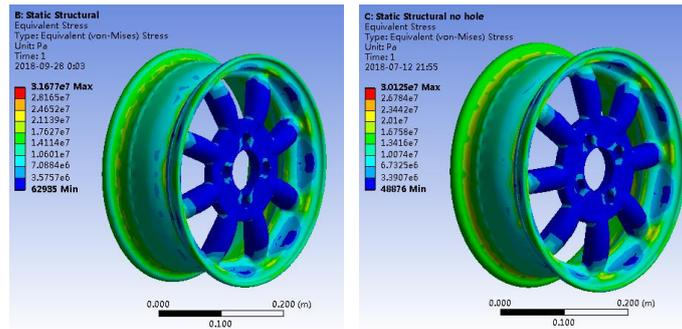 B: Static Structural
Equivalent Stress
Type: Equivalent (von-Mises) Stress
Unit: Pa
Time: 1
2018-09-28 0:03
3.1677e7 Max
2.8165e7
2.4652e7
2.1139e7
1.7627e7
1.4114e7
1.0601e7
7.0884e6
3.5757e6
62935 Min
0.000
0.200 (m)
0.100
C: Static Structural no hole
Equivalent Stress
Type: Equivalent (von-Mises) Stress
Unit: Pa
Time: 1
2018-07-12 21:55
3.0125e7 Max
2.6784e7
2.3442e7
2.01e7
1.6758e7
1.3416e7
1.0074e7
6.7325e6
3.3907e6
48876 Min
0.000
0.200 (m)
0.100